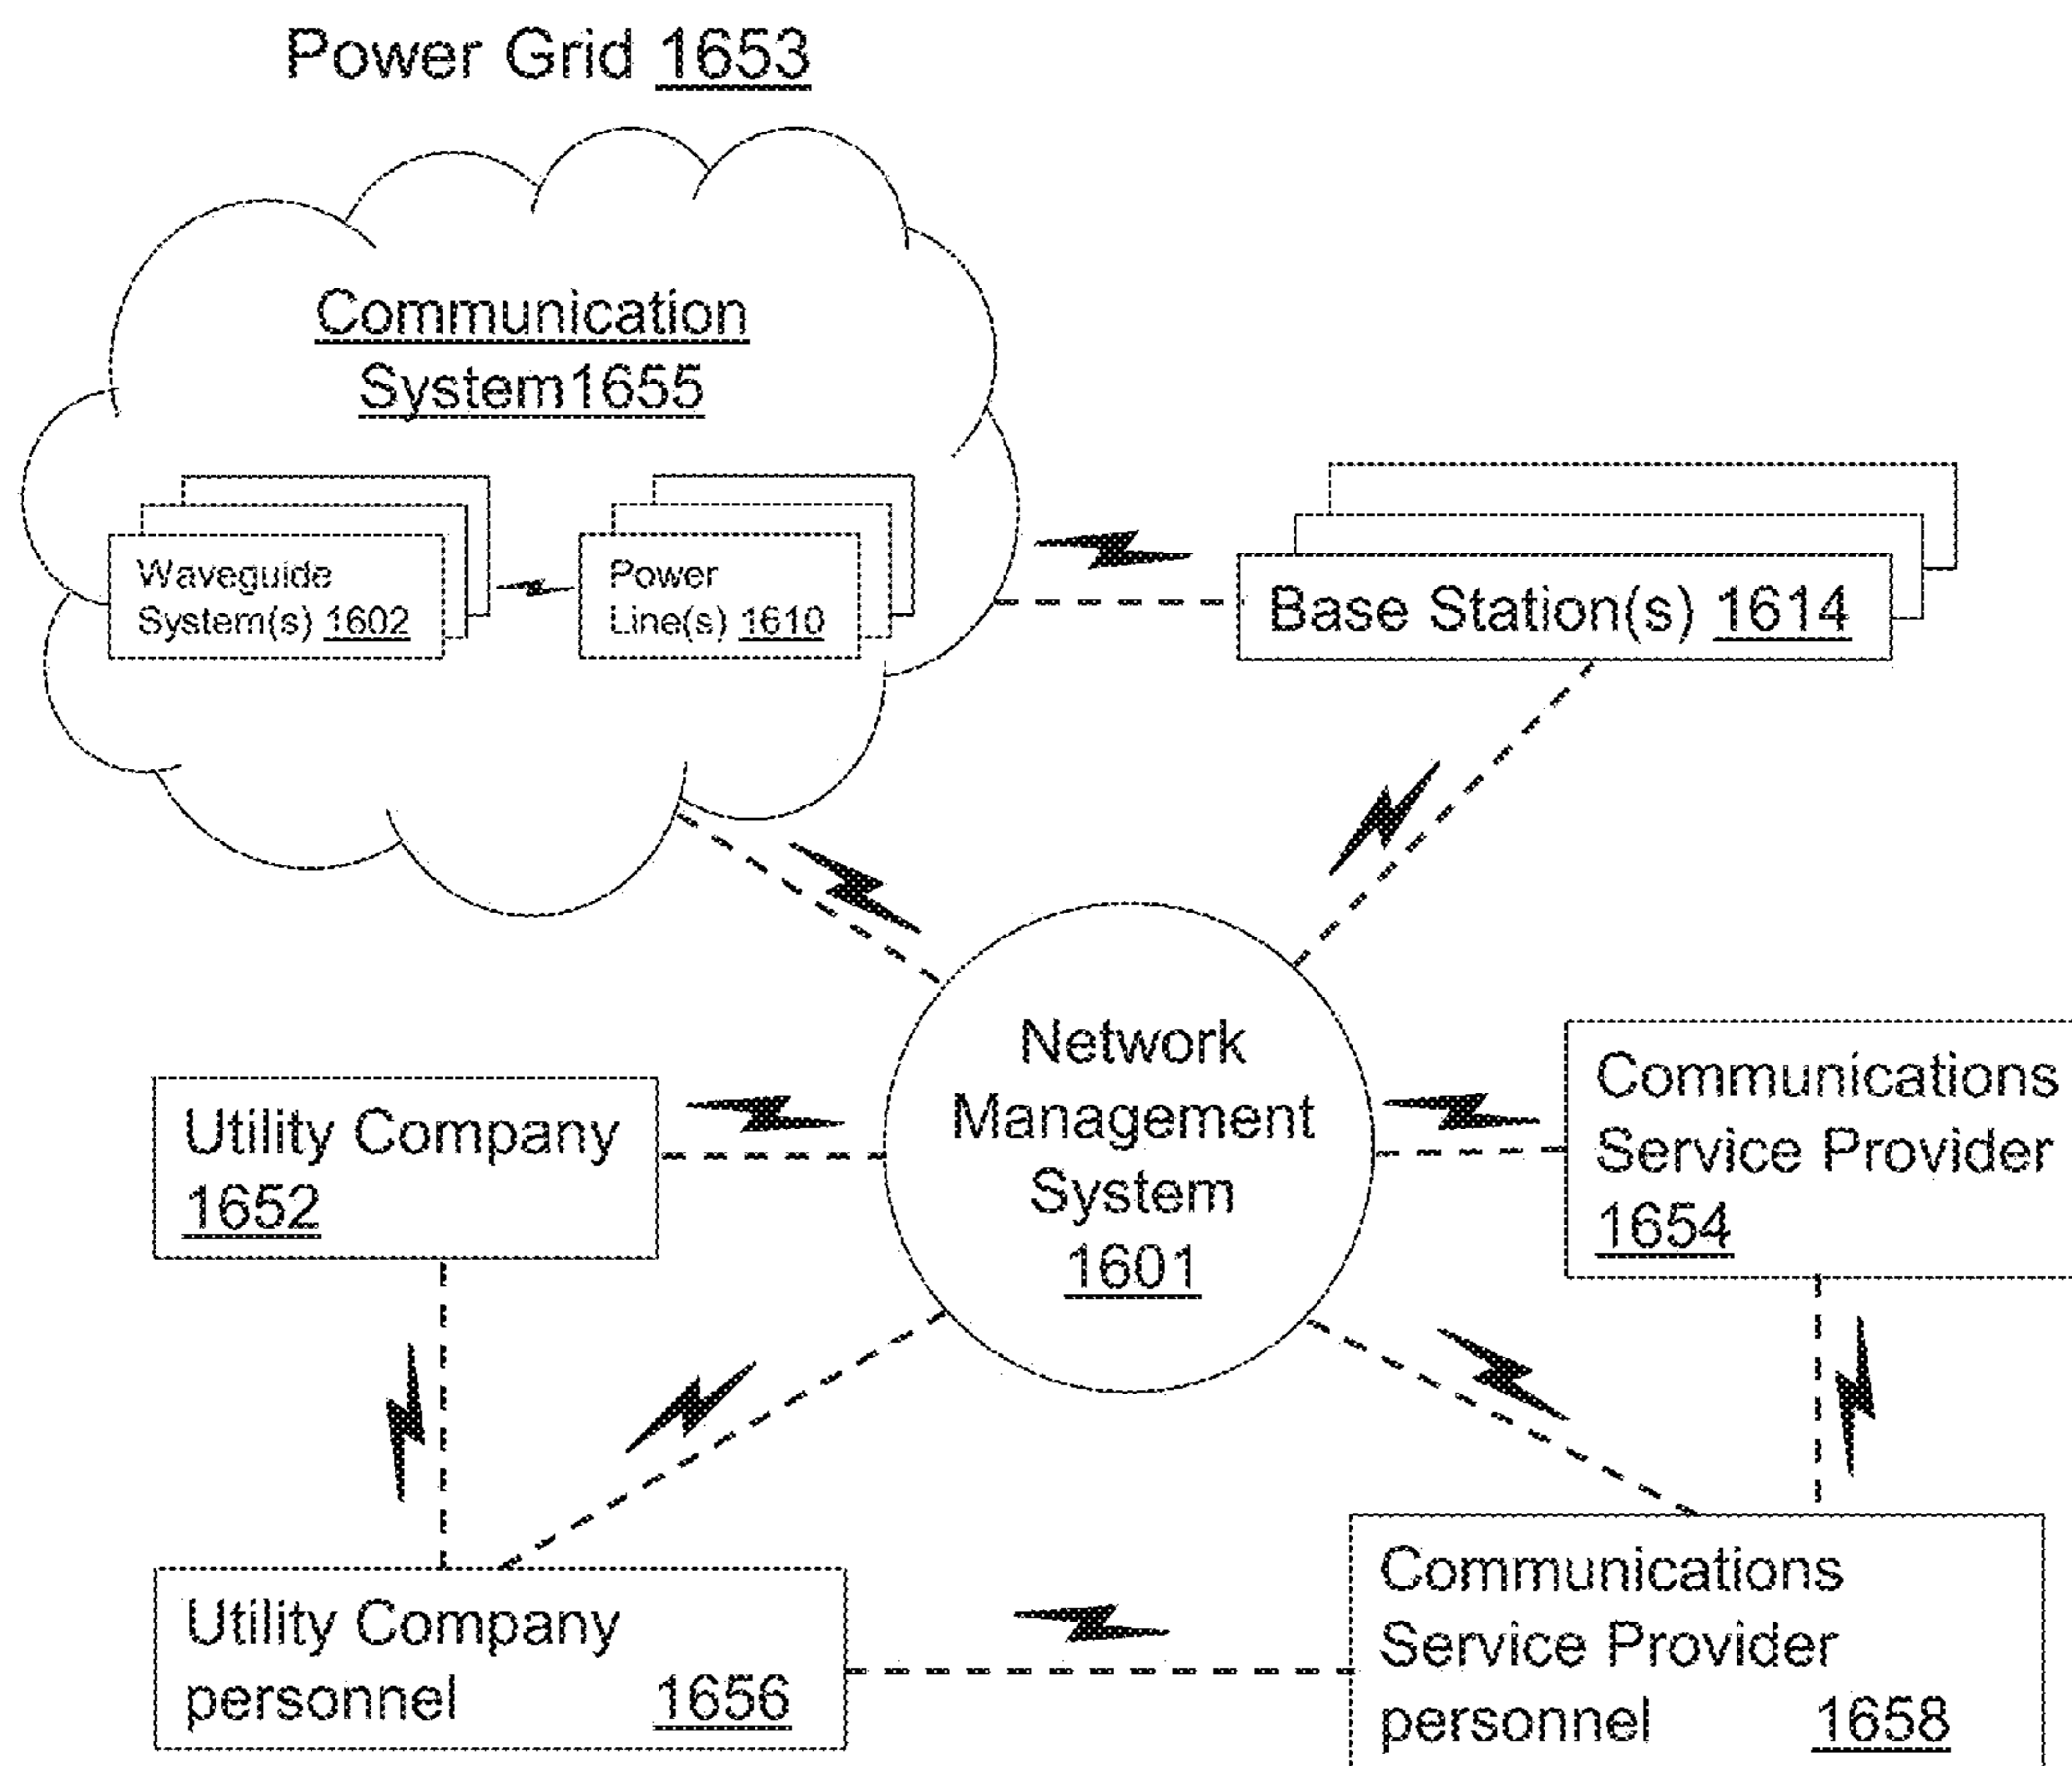 Power Grid 1653
Communication
System1655
Waveguide
System(s) 1602
Power
Line(s) 1610
Base Station(s) 1614
Network
Management
System
1601
Utility Company
1652
Communications
Service Provider
1654
Utility Company
personnel 1656
Communications
Service Provider
personnel 1658